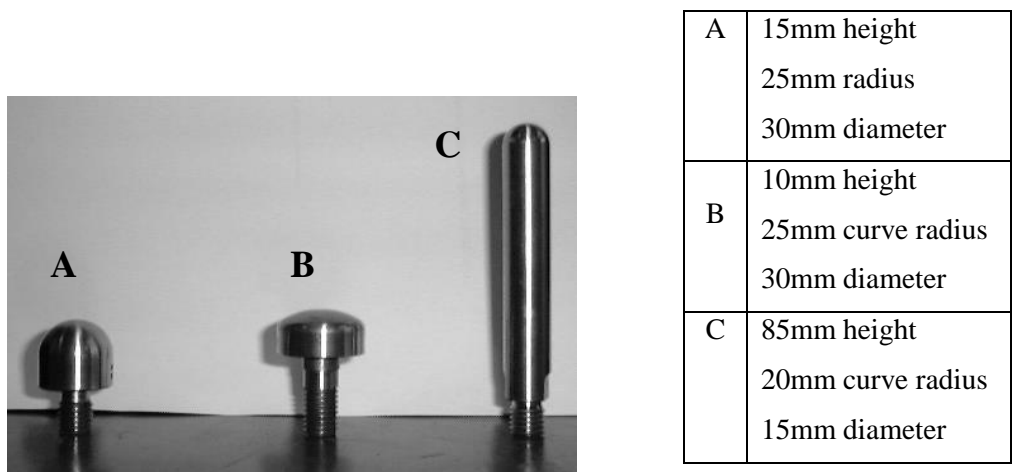 A
B
C
A
15mm height
25mm radius
30mm diameter
B
10mm height
25mm curve radius
30mm diameter
C
85mm height
20mm curve radius
15mm diameter